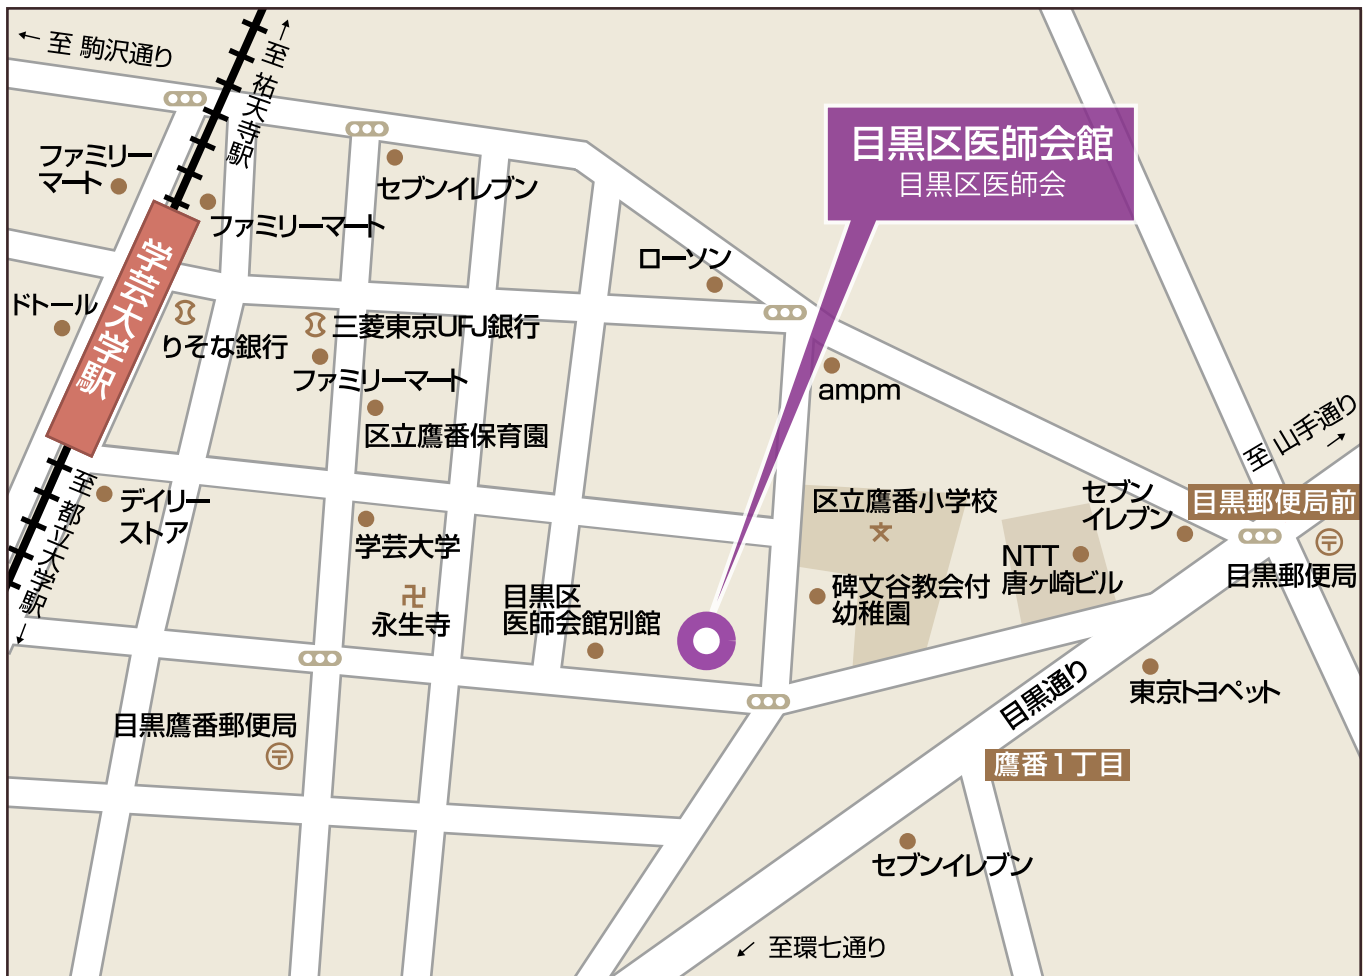 ← 至 駒沢通り
↑至 祐天寺駅
目黒区医師会館
目黒区医師会
ファミリー
マート
セブンイレブン
ファミリーマート
学芸大学駅
ローソン
ドトール
りそな銀行
三菱東京UFJ銀行
ファミリーマート
ampm
区立鷹番保育園
至 山手通り
→
至 都立大学駅→
デイリー
ストア
区立鷹番小学校
文
セブン
イレブン
目黒郵便局前
学芸大学
NTT
唐ヶ崎ビル
〒
目黒郵便局
卍
永生寺
目黒区
医師会館別館
碑文谷教会付
幼稚園
目黒通り
東京トヨペット
目黒鷹番郵便局
〒
鷹番1丁目
セブンイレブン
↙ 至環七通り